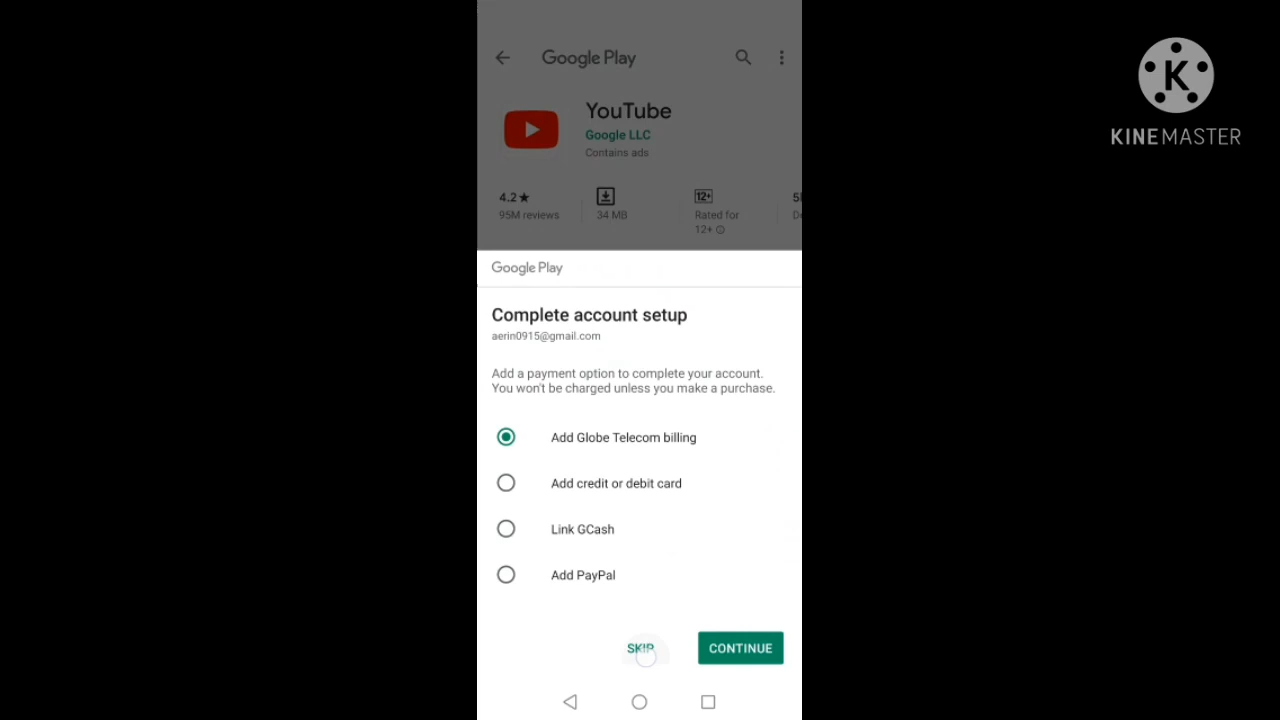 Google Play
YouTube
Google LLC
Contains ads
4.2★
95M reviews
34 MB
12+
Rated for
12+
KINEMASTER
Google Play
Complete account setup
aerin0915@gmail.com
Add a payment option to complete your account.
You won't be charged unless you make a purchase.
Add Globe Telecom billing
Add credit or debit card
Link GCash
Add PayPal
SKIP
CONTINUE